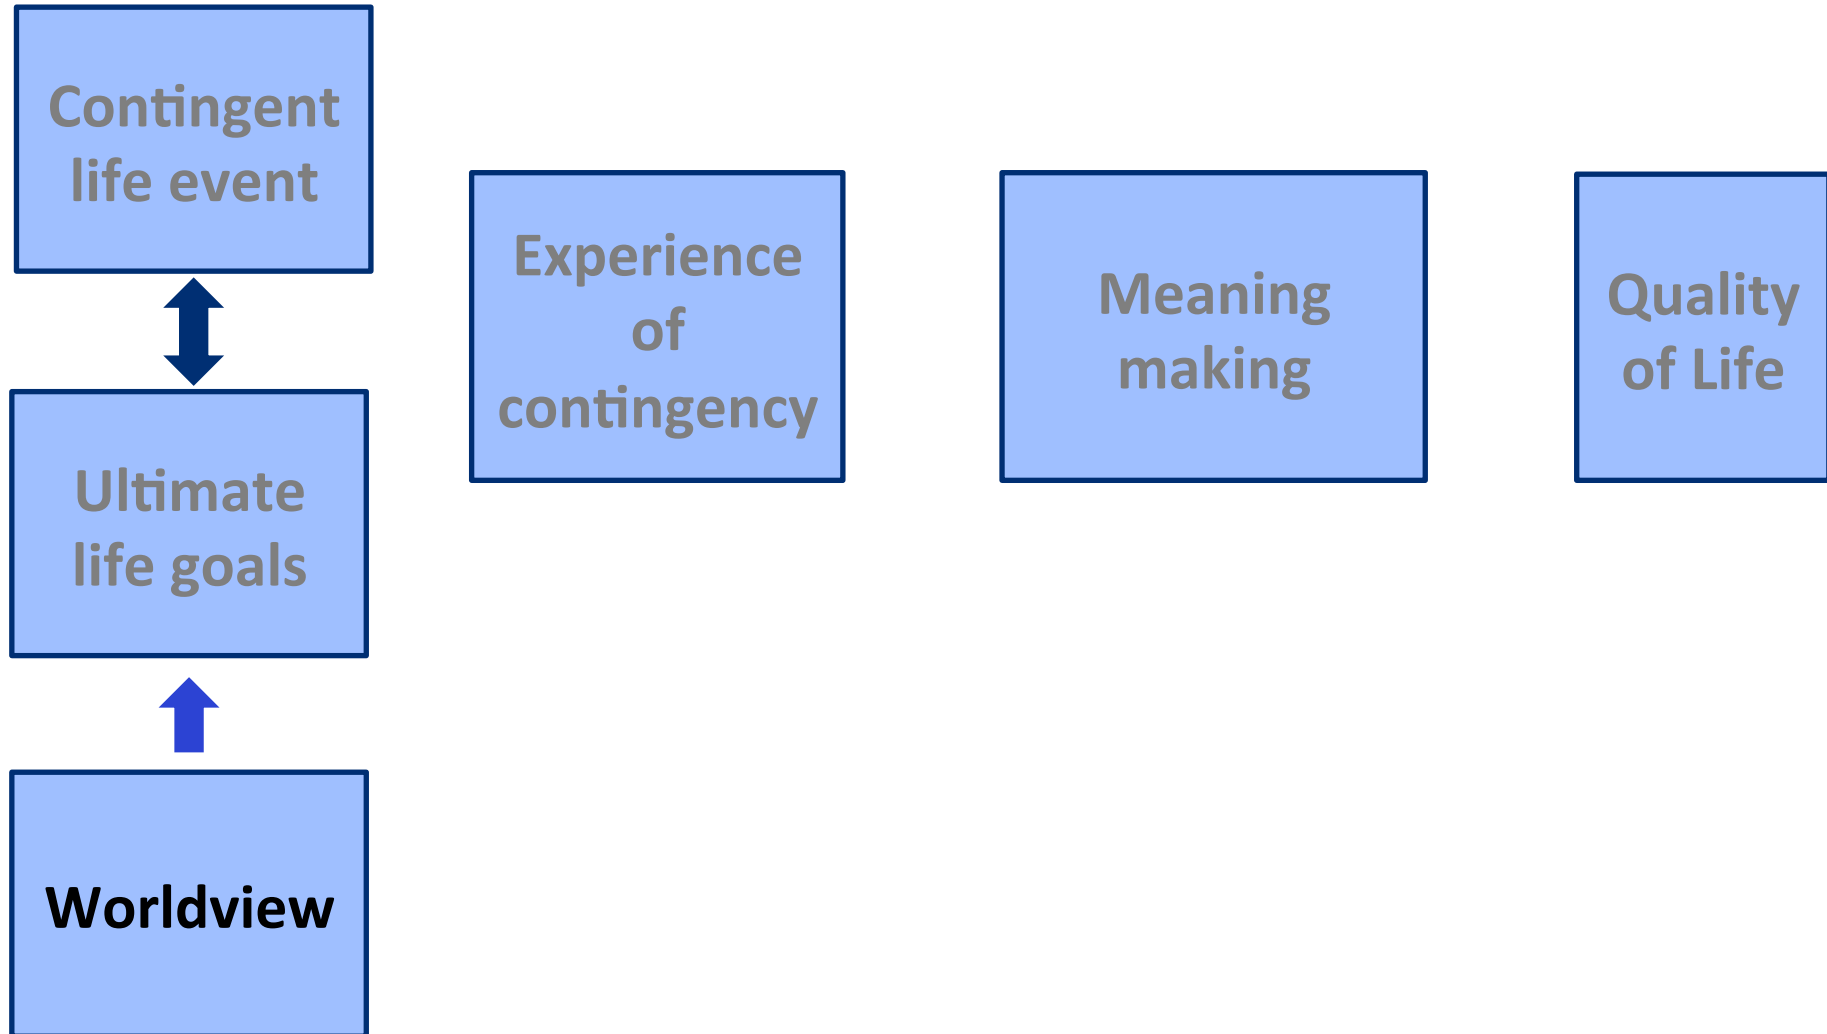 Contingent
life event
Ultimate
life goals
Worldview
Experience
of
contingency
Meaning
making
Quality
of Life